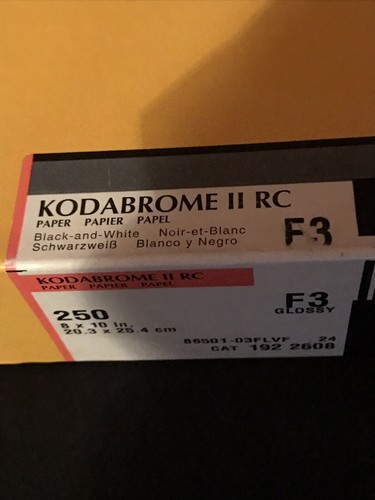 KODABROME II RC
PAPER PAPIER PAPEL
Black-and-White Noir-et-Blanc
Schwarzweiß Blanco y Negro
F3
KODABROME II RC
PAPER PAPIER PAPEL
F3
GLOSSY
250
8 x 10 in.
20.3 x 25.4 cm
86501-03FLVF 24
CAT 192 2608